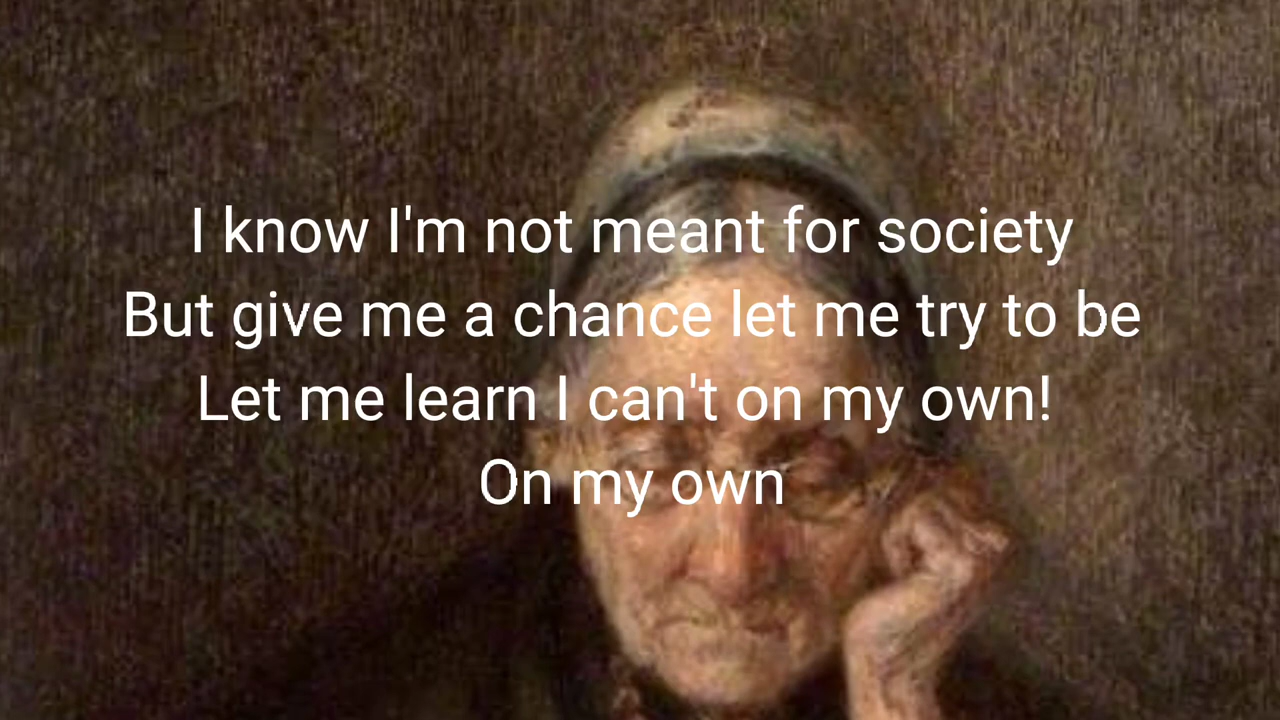 I know I'm not meant for society
But give me a chance let me try to be
Let me learn I can't on my own!
On my own